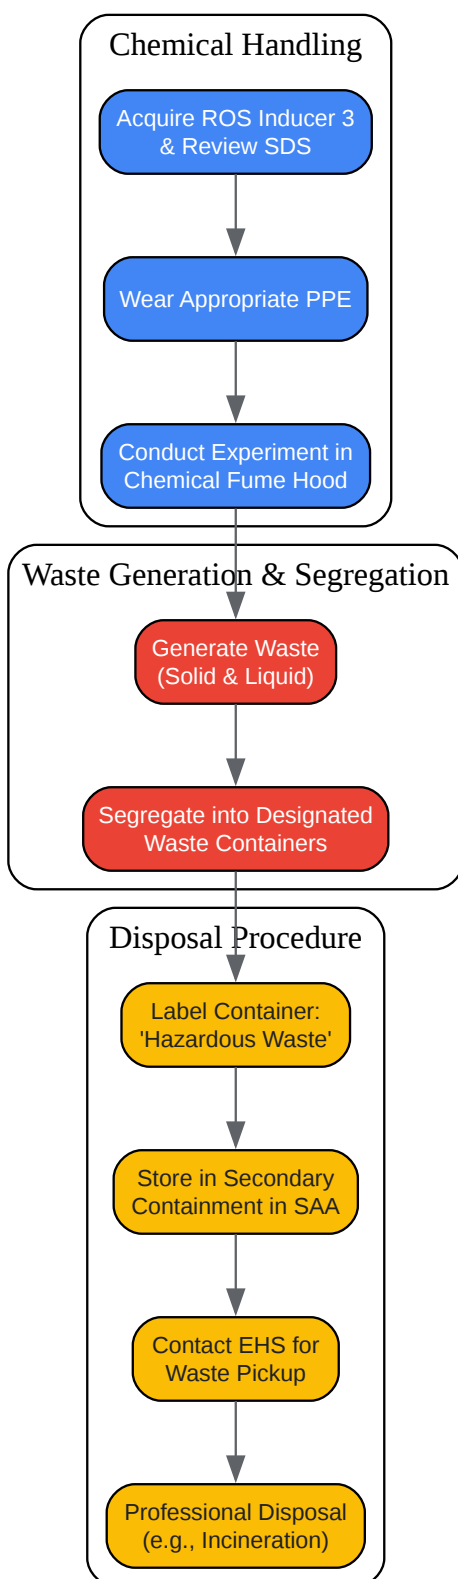 Chemical Handling
Acquire ROS Inducer 3
& Review SDS
Wear Appropriate PPE
Conduct Experiment in
Chemical Fume Hood
Waste Generation & Segregation
Generate Waste
(Solid & Liquid)
Segregate into Designated
Waste Containers
Disposal Procedure
Label Container:
'Hazardous Waste'
Store in Secondary
Containment in SAA
Contact EHS for
Waste Pickup
Professional Disposal
(e.g., Incineration)